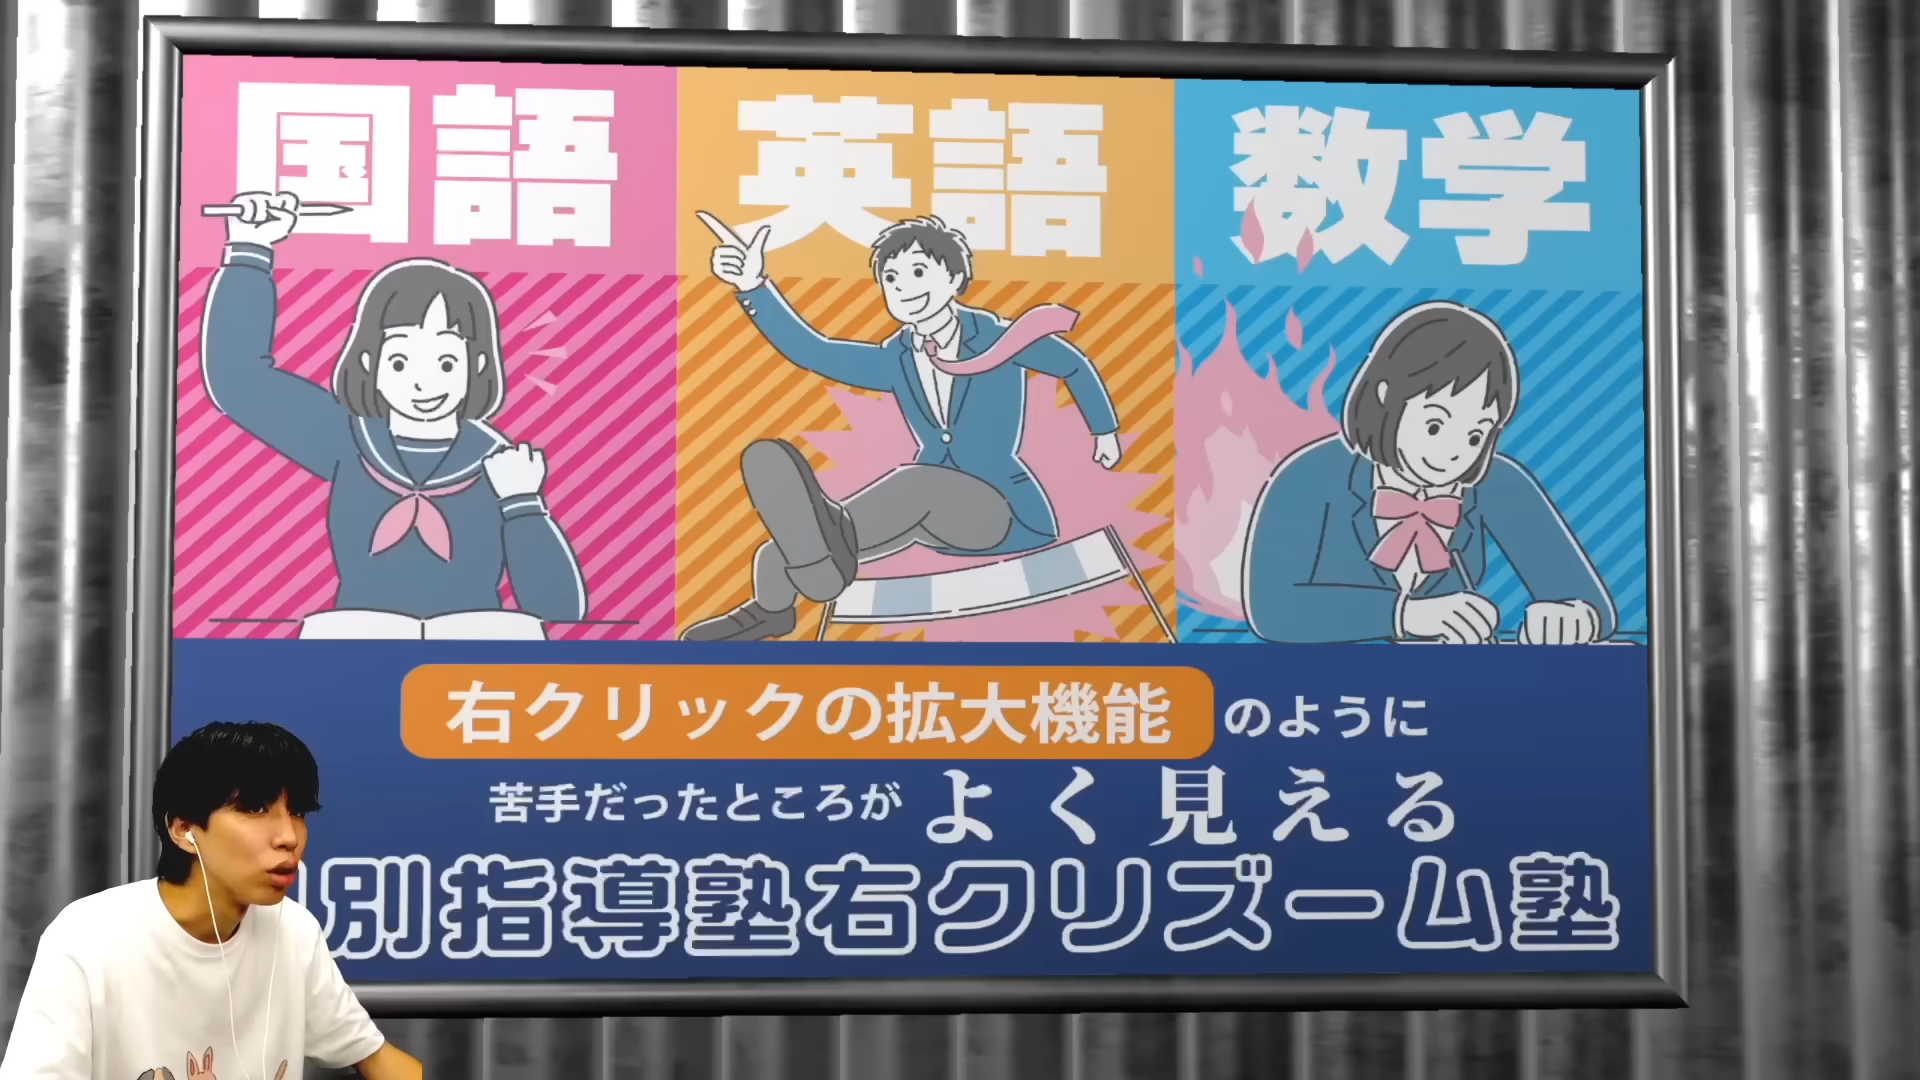 国語 英語 数学
右クリックの拡大機能のように
苦手だったところがよく見える
別指導塾右クリズーム塾